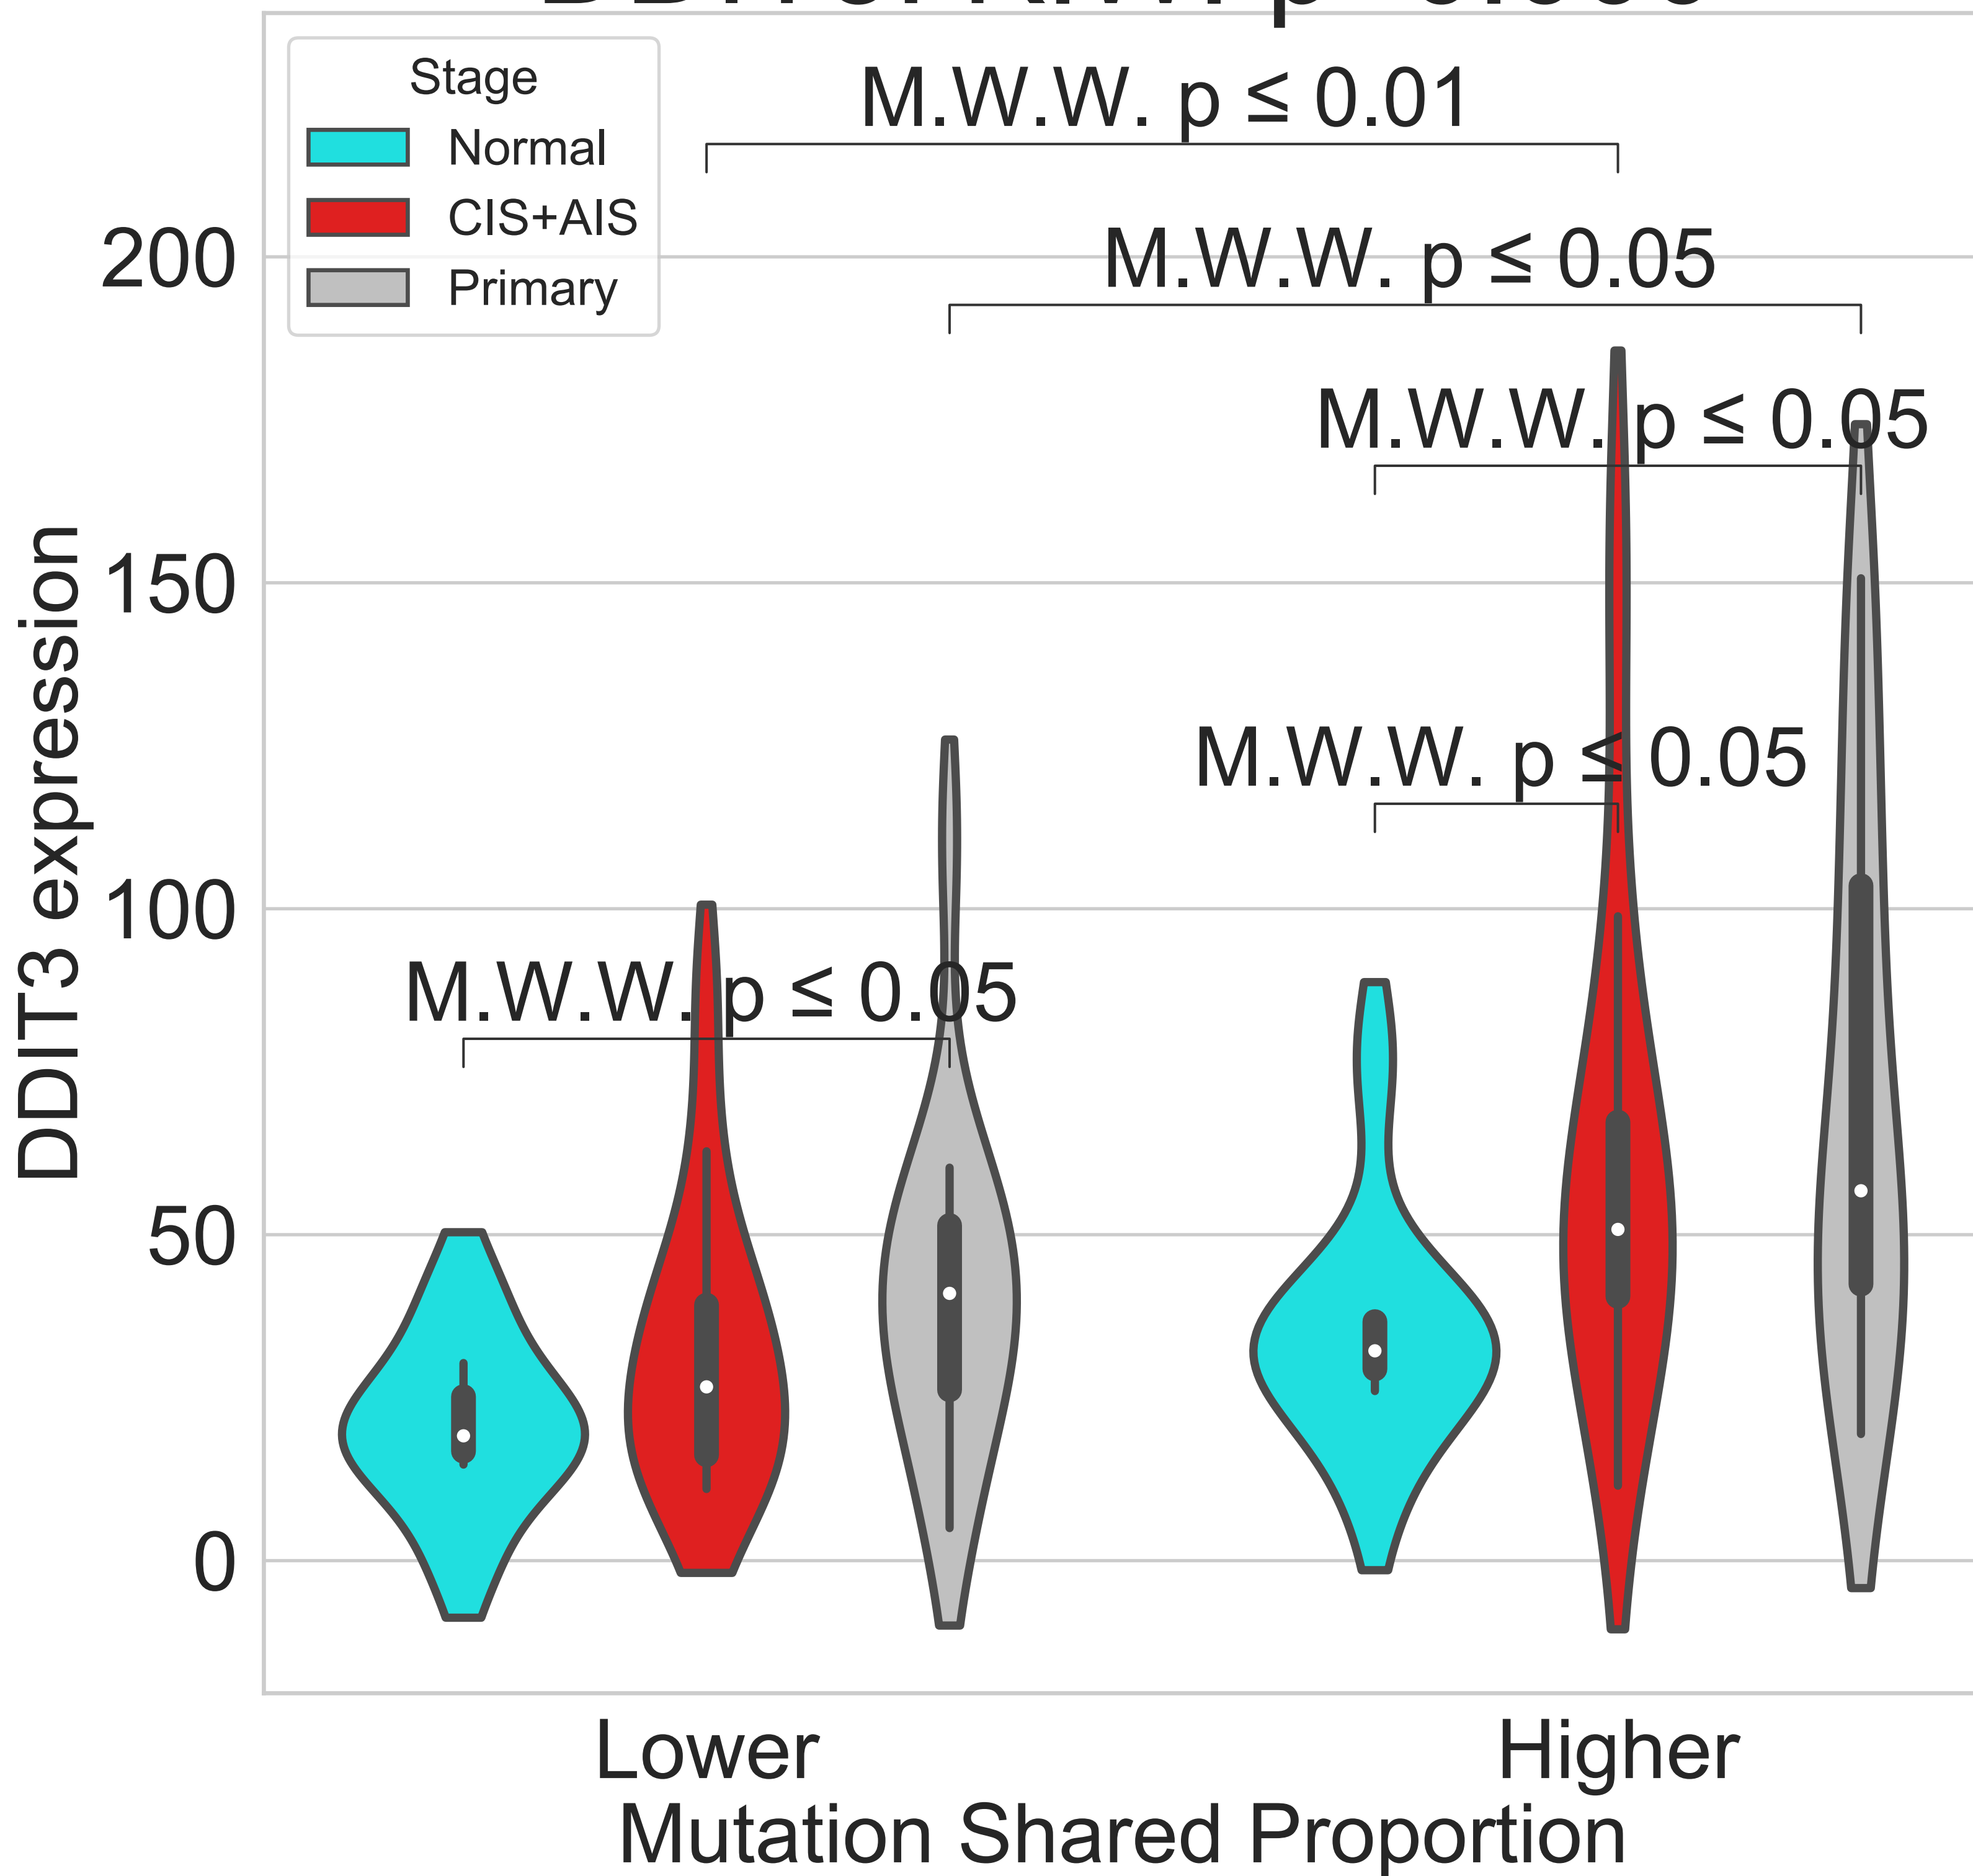 Stage
Normal
CIS+AIS
Primary
M.W.W. p ≤ 0.01
M.W.W. p ≤ 0.05
M.W.W. p ≤ 0.05
M.W.W. p ≤ 0.05
M.W.W. p ≤ 0.05
200
150
100
50
0
DDIT3 expression
Lower
Higher
Mutation Shared Proportion